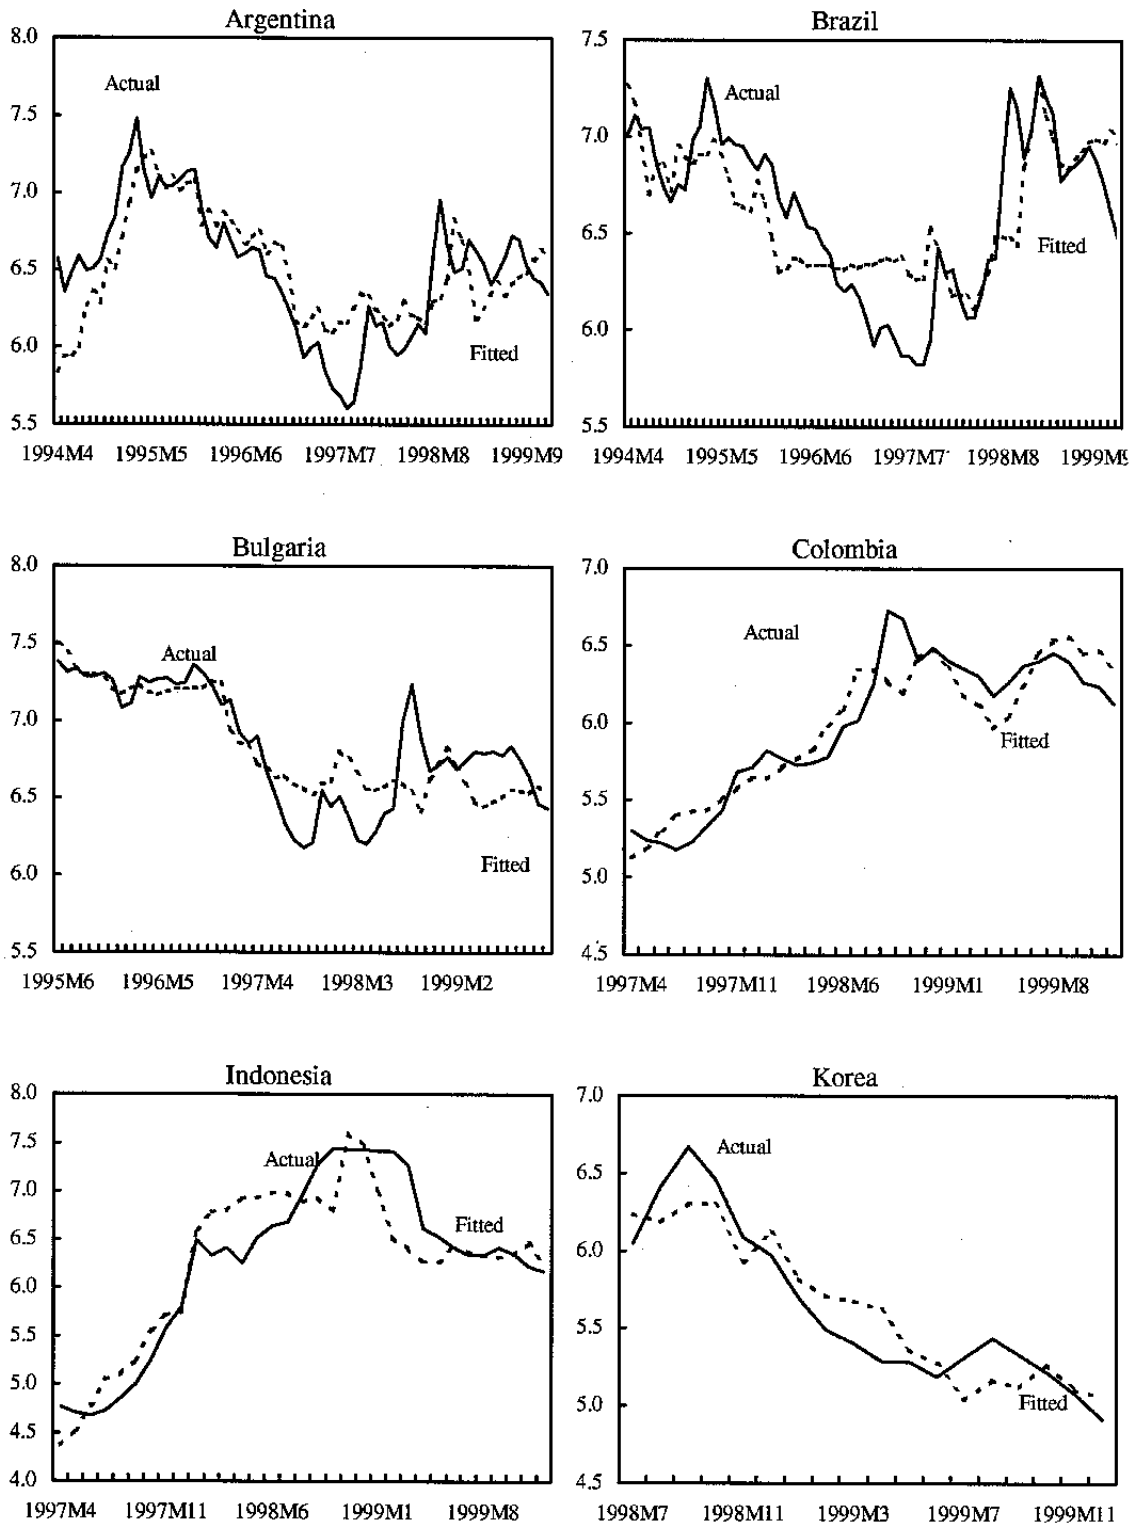 Argentina
8.0
7.5
7.0
6.5
6.0
5.5
Actual
Fitted
1994M4 1995M5 1996M6 1997M7 1998M8 1999M9
Brazil
7.5
7.0
6.5
6.0
5.5
Actual
Fitted
1994M4 1995M5 1996M6 1997M7 1998M8 1999M9
Bulgaria
8.0
7.5
7.0
6.5
6.0
5.5
Actual
Fitted
1995M6 1996M5 1997M4 1998M3 1999M2
Colombia
7.0
6.5
6.0
5.5
5.0
4.5
Actual
Fitted
1997M4 1997M11 1998M6 1999M1 1999M8
Indonesia
8.0
7.5
7.0
6.5
6.0
5.5
5.0
4.5
4.0
Actual
Fitted
1997M4 1997M11 1998M6 1999M1 1999M8
Korea
7.0
6.5
6.0
5.5
5.0
4.5
Actual
Fitted
1998M7 1998M11 1999M3 1999M7 1999M11